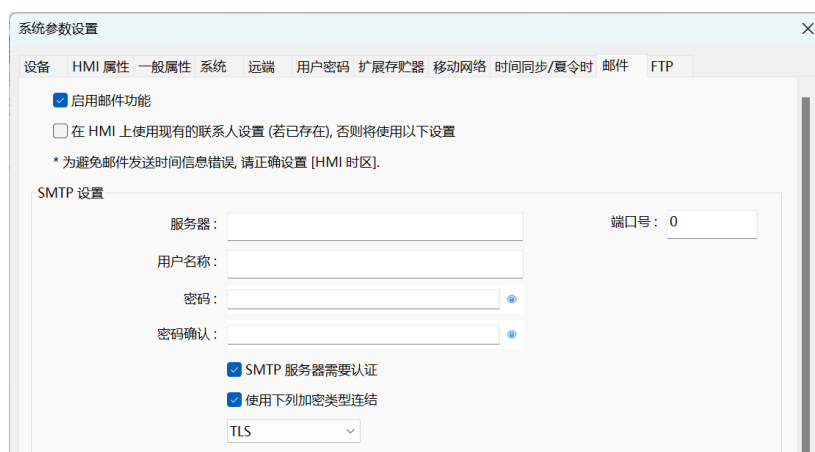 系统参数设置
设备 HMI 属性 一般属性 系统 远端 用户密码 扩展存贮器 移动网络 时间同步/夏令时 邮件 FTP
启用邮件功能
在 HMI 上使用现有的联系人设置 (若已存在), 否则将使用以下设置
* 为避免邮件发送时间信息错误, 请正确设置 [HMI 时区].
SMTP 设置
服务器 : 端口号 : 0
用户名称 :
密码 :
密码确认 :
SMTP 服务器需要认证
使用下列加密类型连结
TLS